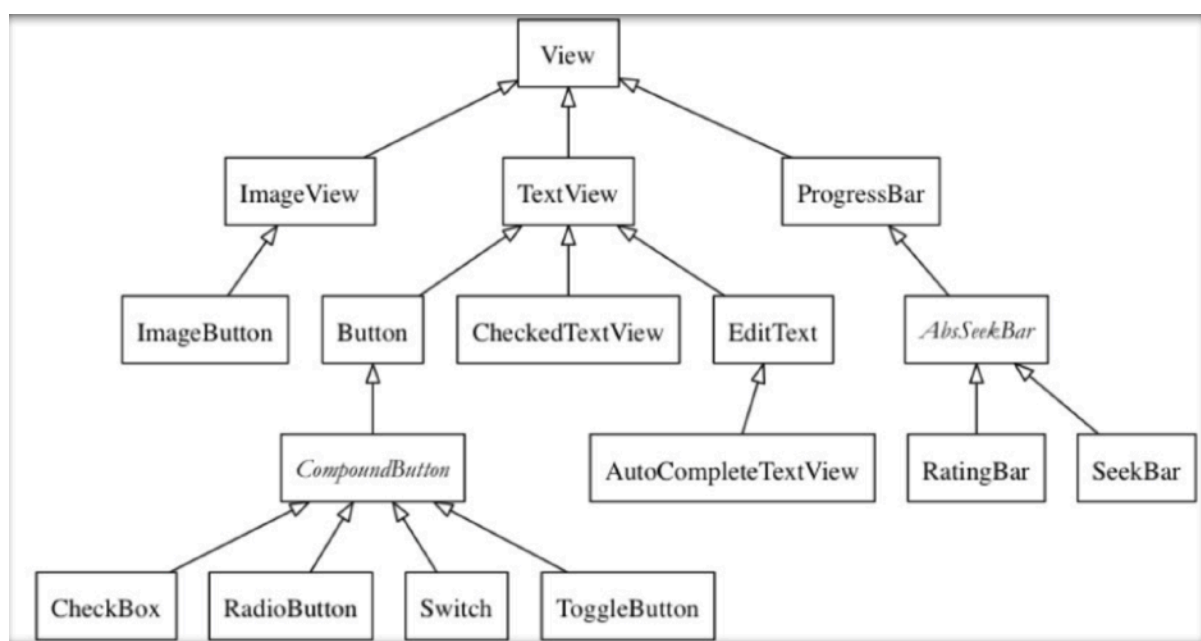 View
ImageView
TextView
ProgressBar
ImageButton
Button
CheckedTextView
EditText
AbsSeekBar
CompoundButton
AutoCompleteTextView
RatingBar
SeekBar
CheckBox
RadioButton
Switch
ToggleButton